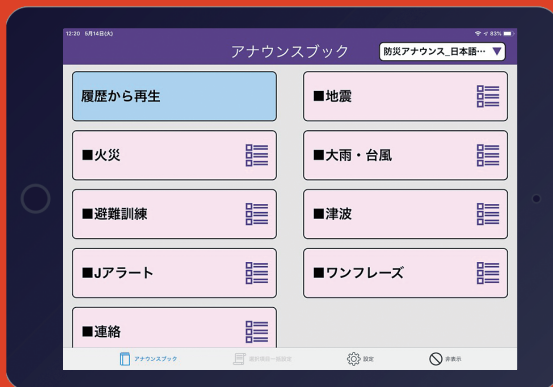 12:20 5月14日(火)
83%
アナウンスブック
防災アナウンス_日本語…
履歴から再生
■地震
■火災
■大雨・台風
■避難訓練
■津波
■Jアラート
■ワンフレーズ
■連絡
アナウンスブック
設定
非表示